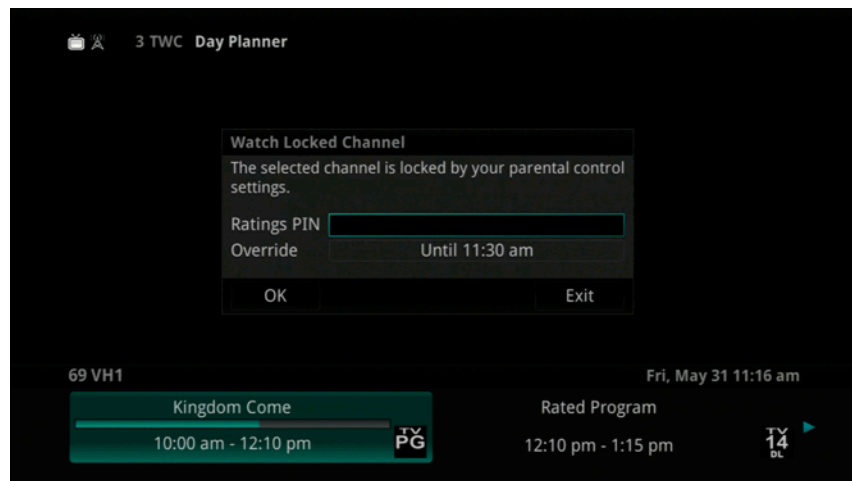 3 TWC Day Planner
Watch Locked Channel
The selected channel is locked by your parental control
settings.
Ratings PIN
Override Until 11:30 am
OK Exit
69 VH1 Fri, May 31 11:16 am
Kingdom Come Rated Program
10:00 am - 12:10 pm TV PG 12:10 pm - 1:15 pm TV 14 DL